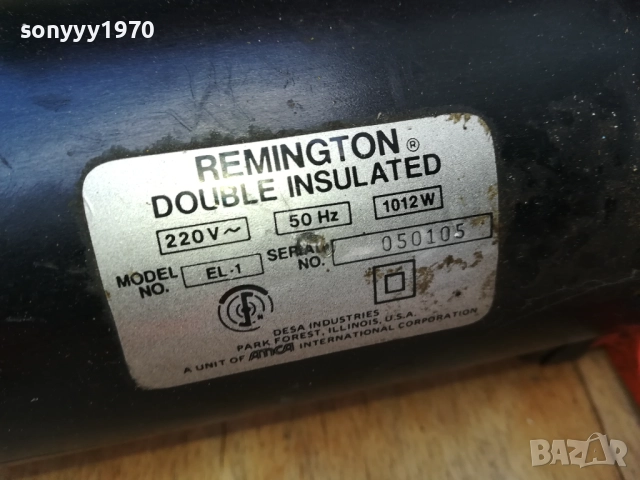 sonyyy1970
REMINGTON ®
DOUBLE INSULATED
220V~ 50 Hz 1012W
MODEL NO. EL-1 SERIAL NO. 050105
DESA INDUSTRIES
PARK FOREST, ILLINOIS, U.S.A.
A UNIT OF AMCA INTERNATIONAL CORPORATION
BAZAR